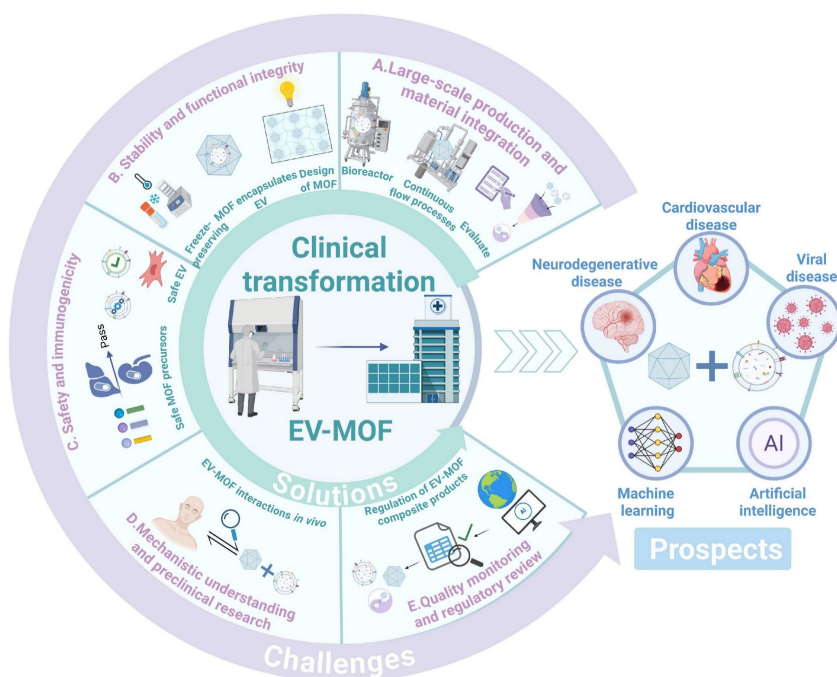 A.Large-scale production and
material integration
Bioreactor
Continuous
flow processes
Evaluate
B. Stability and functional integrity
Freeze-
preserving
MOF encapsulates
EV
Design
of MOF
C. Safety and immunogenicity
Safe EV
Pass
Safe MOF precursors
D.Mechanistic understanding
and preclinical research
EV-MOF interactions in vivo
E.Quality monitoring
and regulatory review
Regulation of EV-MOF
composite products
AI
Clinical
transformation
EV-MOF
Solutions
Challenges
Cardiovascular
disease
Neurodegenerative
disease
Viral
disease
Machine
learning
AI
Artificial
intelligence
Prospects